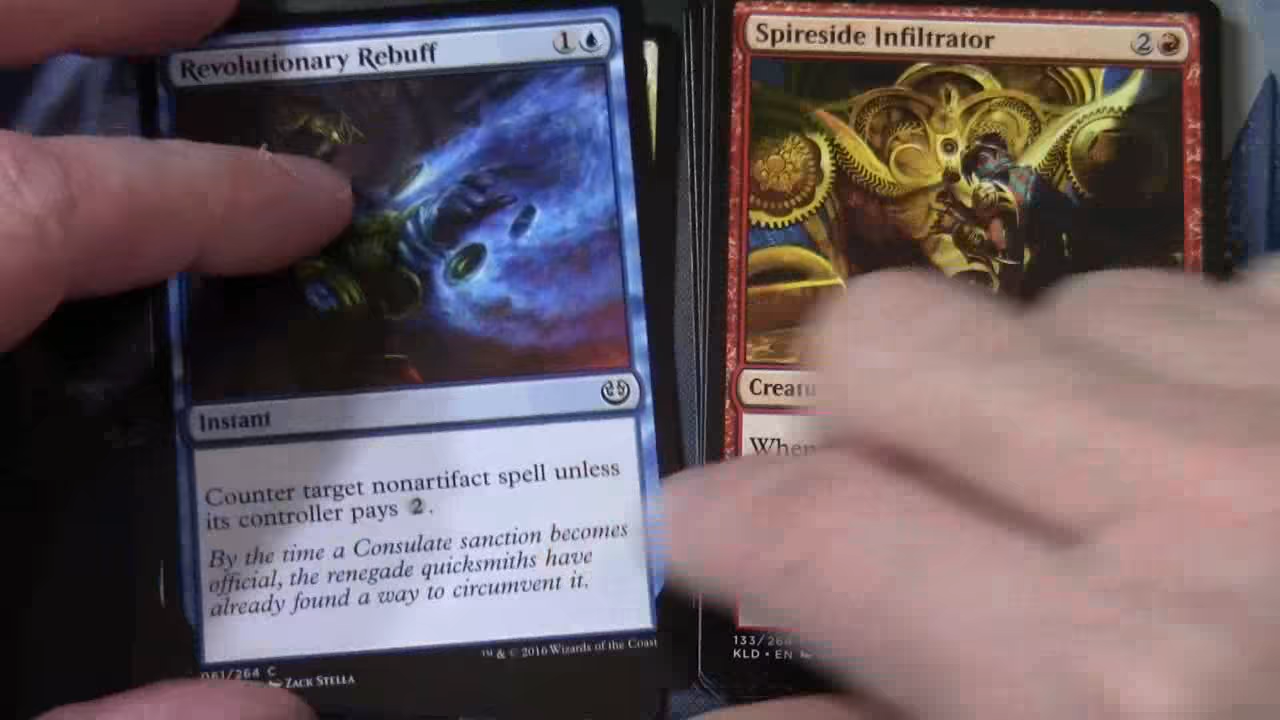 Revolutionary Rebuff
1
Instant
Counter target nonartifact spell unless
its controller pays 2.
By the time a Consulate sanction becomes
official, the renegade quicksmiths have
already found a way to circumvent it.
™ & © 2016 Wizards of the Coast
061/264 C
ZACK STELLA
Spireside Infiltrator
2
Creatu
When
133/264
KLD • EN